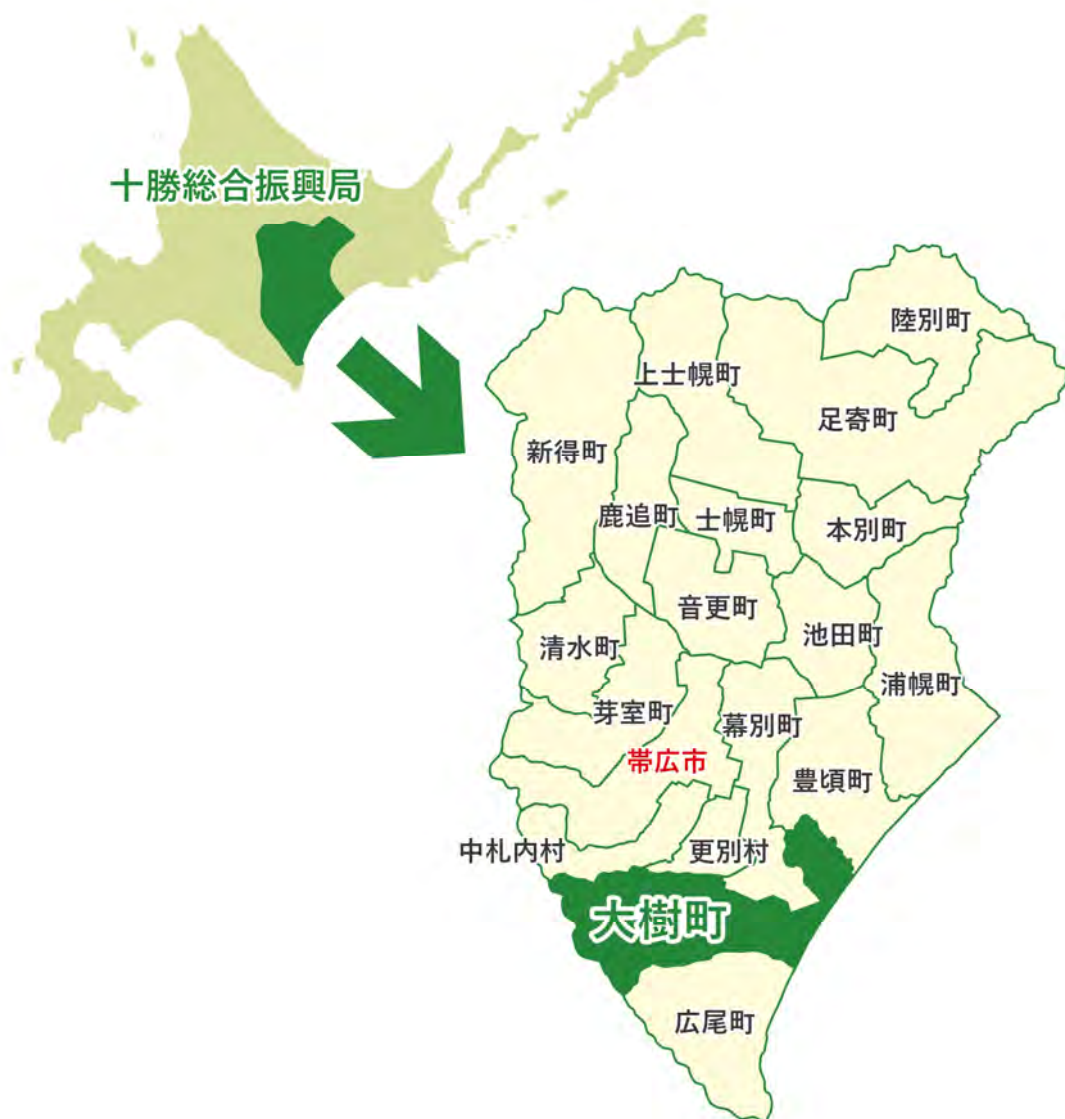 十勝総合振興局
陸別町
上士幌町
足寄町
新得町
鹿追町
士幌町
本別町
音更町
池田町
清水町
浦幌町
芽室町
幕別町
帯広市
豊頃町
中札内村
更別村
大樹町
広尾町